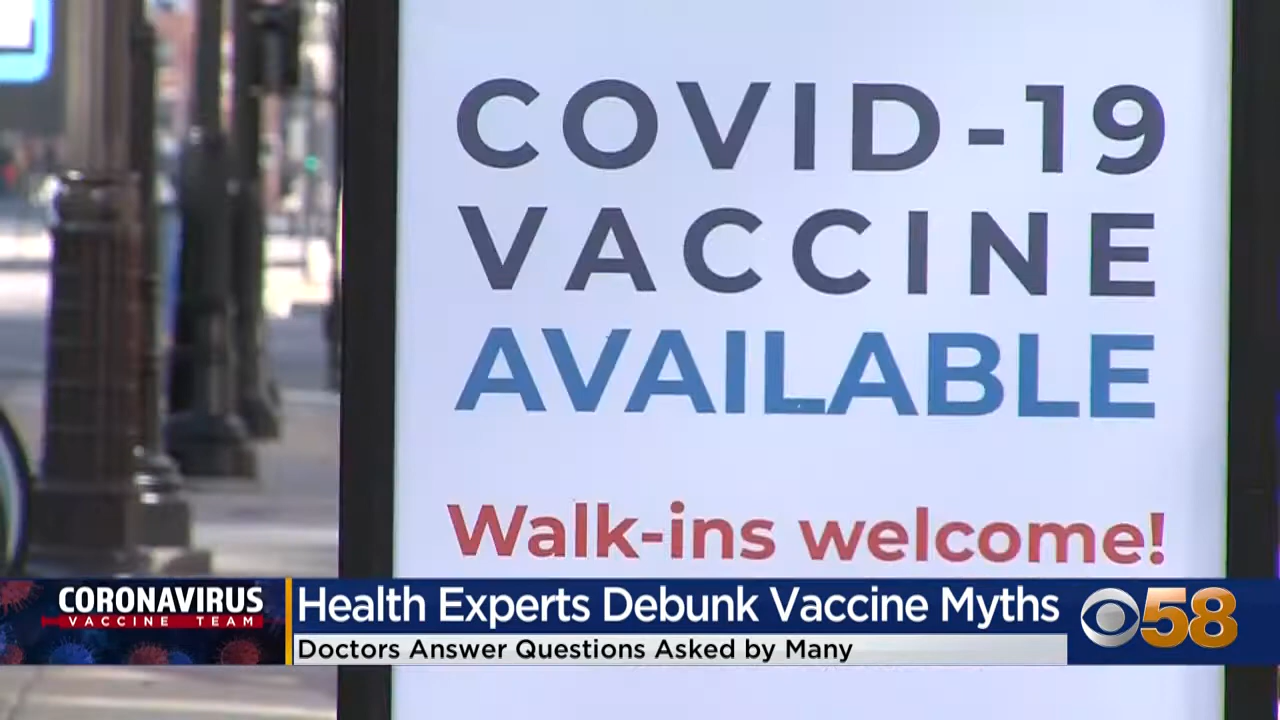 COVID-19
VACCINE
AVAILABLE
Walk-ins welcome!
CORONAVIRUS
VACCINE TEAM
Health Experts Debunk Vaccine Myths
Doctors Answer Questions Asked by Many
58